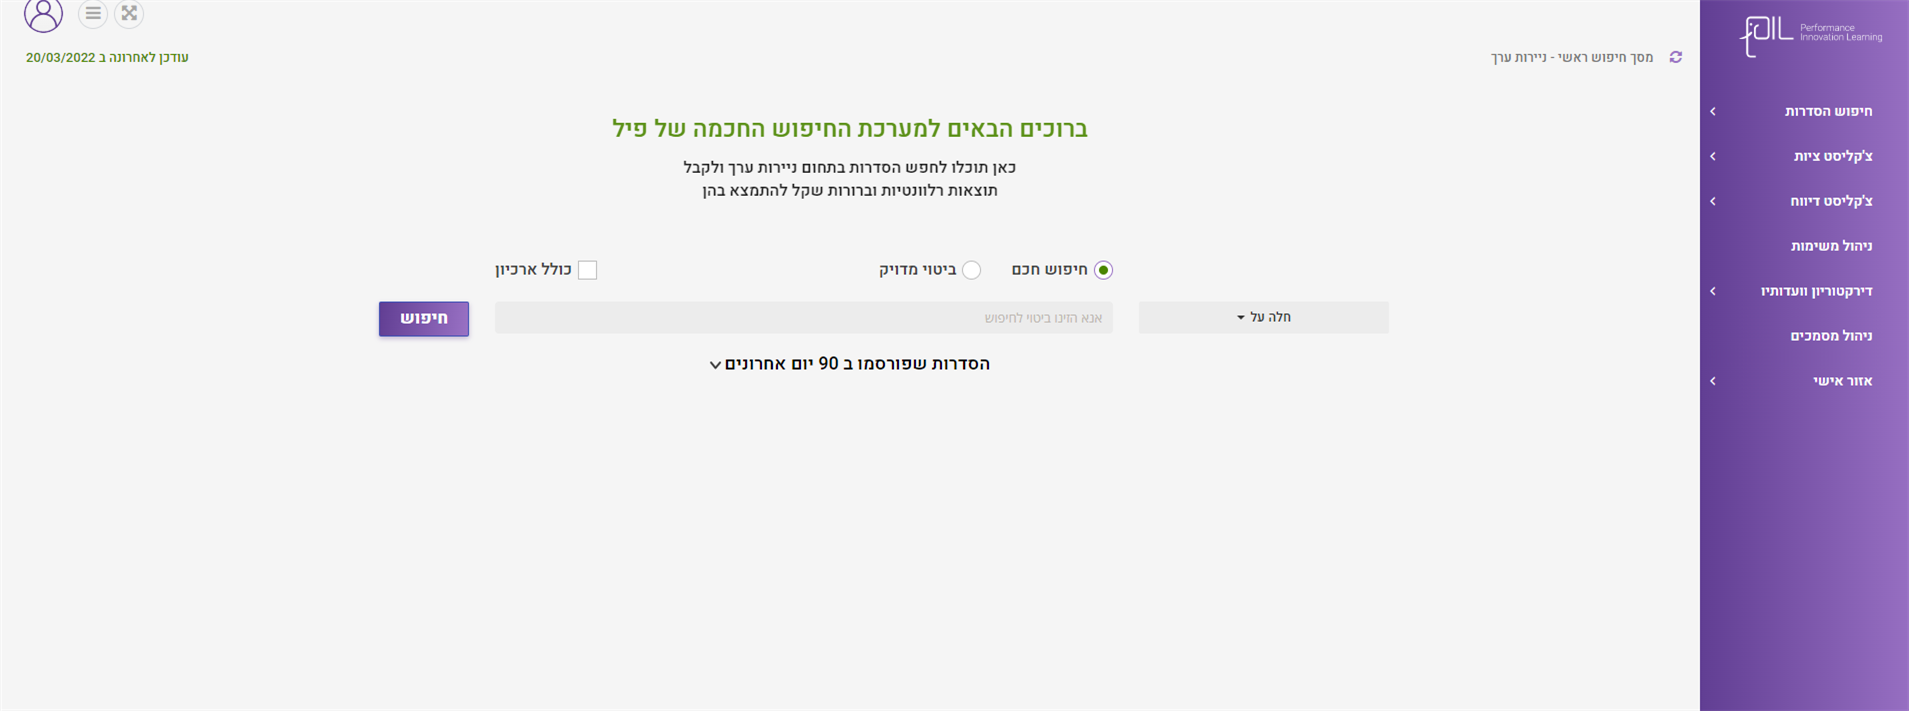 fOIL
Performance
Innovation Learning
חיפוש הסדרות
צ'קליסט ציות
צ'קליסט דיווח
ניהול משימות
דירקטוריון וועדותיו
ניהול מסמכים
אזור אישי
מסך חיפוש ראשי - ניירות ערך
עודכן לאחרונה ב 20/03/2022
ברוכים הבאים למערכת החיפוש החכמה של פיל
כאן תוכלו לחפש הסדרות בתחום ניירות ערך ולקבל
תוצאות רלוונטיות וברורות שקל להתמצא בהן
חיפוש חכם
ביטוי מדויק
כולל ארכיון
חלה על
אנא הזינו ביטוי לחיפוש
חיפוש
הסדרות שפורסמו ב 90 יום אחרונים